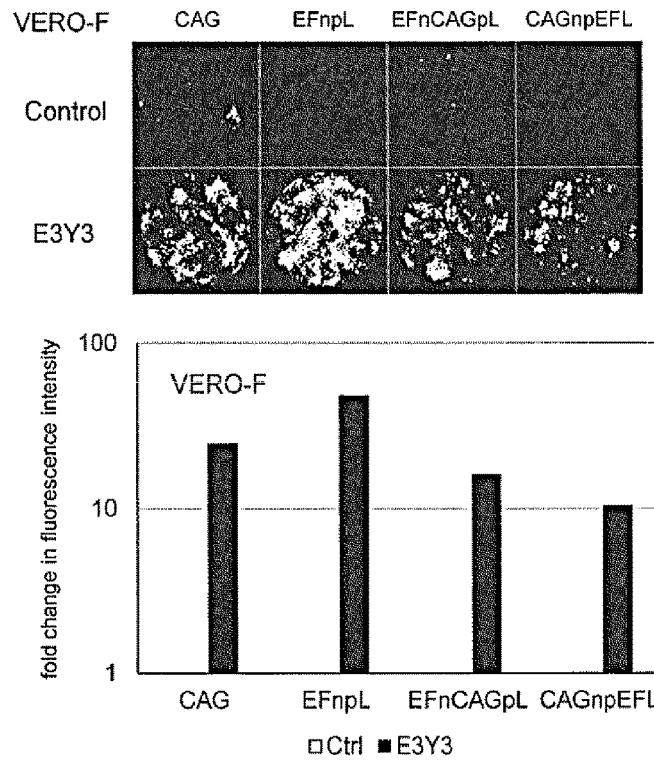 VERO-F CAG EFnpL EFnCAGpL CAGnpEFL
Control
E3Y3
fold change in fluorescence intensity
100
10
1
VERO-F
CAG EFnpL EFnCAGpL CAGnpEFL
□Ctrl ■E3Y3